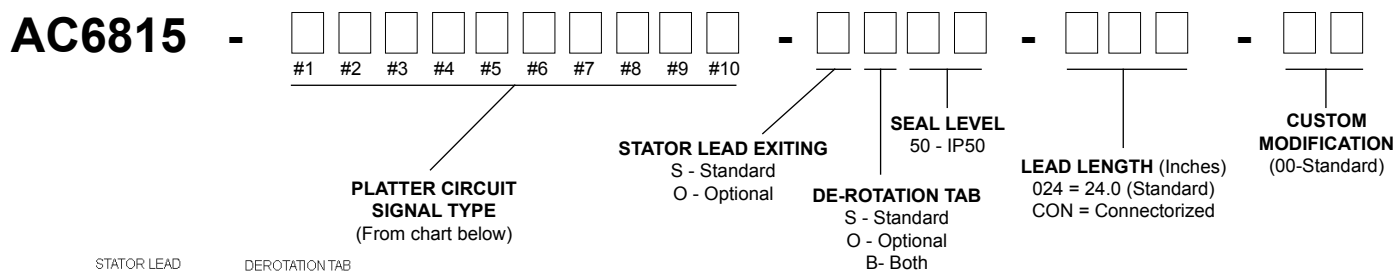 AC6815 - - - -
#1 #2 #3 #4 #5 #6 #7 #8 #9 #10
PLATTER CIRCUIT
SIGNAL TYPE
(From chart below)
STATOR LEAD EXITING
S - Standard
O - Optional
DE-ROTATION TAB
S - Standard
O - Optional
B- Both
SEAL LEVEL
50 - IP50
LEAD LENGTH (Inches)
024 = 24.0 (Standard)
CON = Connectorized
CUSTOM
MODIFICATION
(00-Standard)
STATOR LEAD
DEROTATION TAB